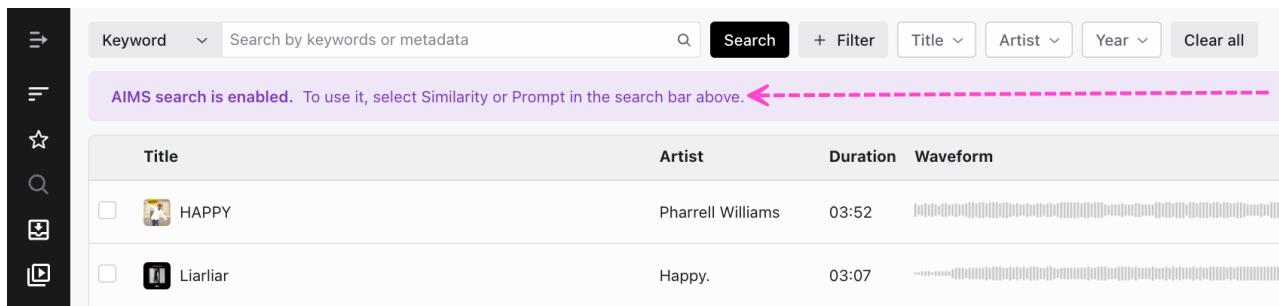 Keyword Search by keywords or metadata Search + Filter Title Artist Year Clear all
AIMS search is enabled. To use it, select Similarity or Prompt in the search bar above.
Title Artist Duration Waveform
HAPPY Pharrell Williams 03:52
Liarliar Happy. 03:07